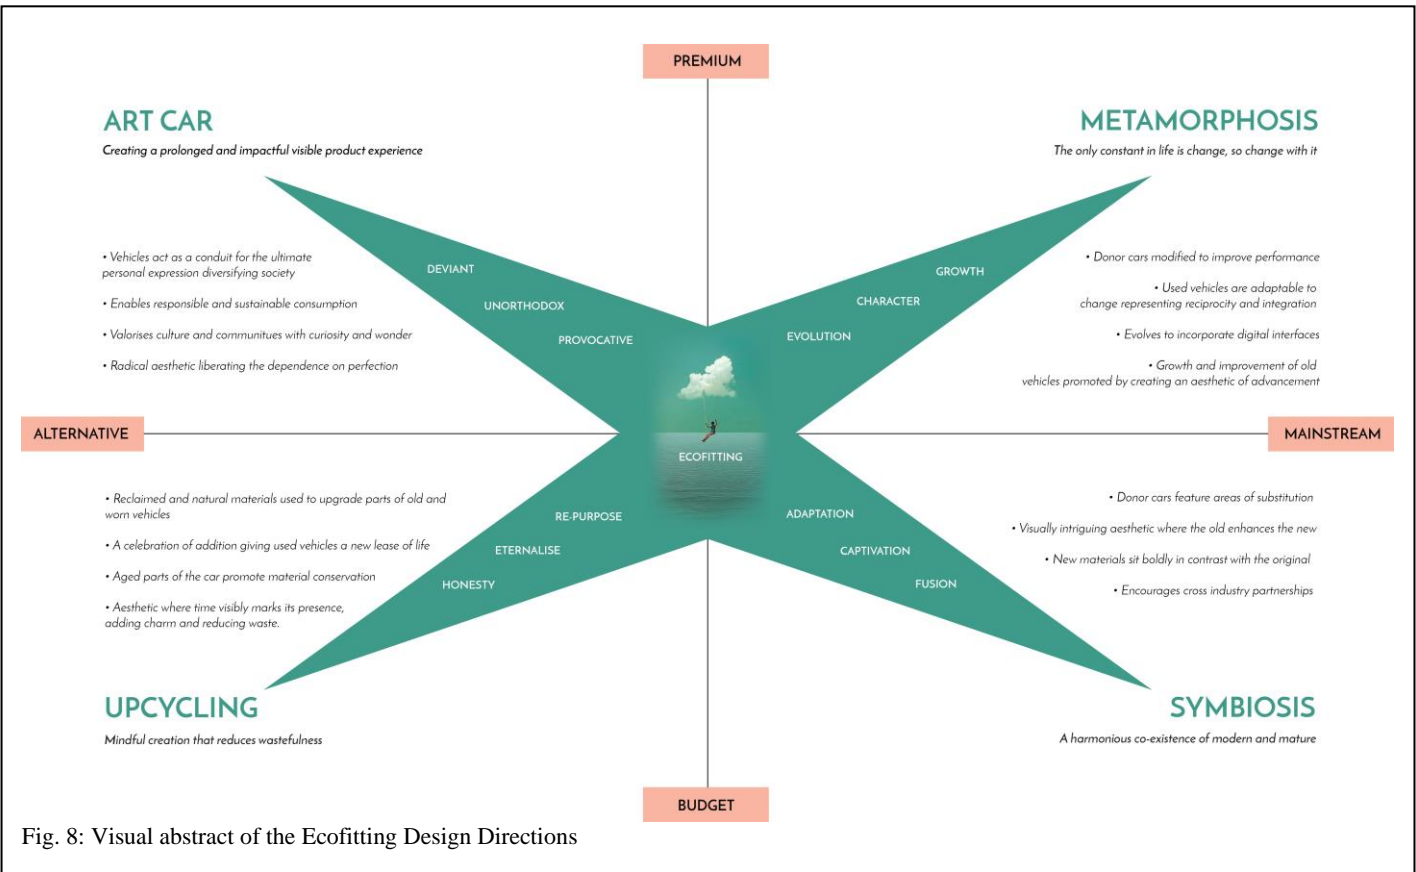 PREMIUM
ART CAR
Creating a prolonged and impactful visible product experience
METAMORPHOSIS
The only constant in life is change, so change with it
• Vehicles act as a conduit for the ultimate
personal expression diversifying society
• Enables responsible and sustainable consumption
• Valorises culture and communitues with curiosity and wonder
• Radical aesthetic liberating the dependence on perfection
DEVIANT
UNORTHODOX
PROVOCATIVE
GROWTH
CHARACTER
EVOLUTION
• Donor cars modified to improve performance
• Used vehicles are adaptable to
change representing reciprocity and integration
• Evolves to incorporate digital interfaces
• Growth and improvement of old
vehicles promoted by creating an aesthetic of advancement
ALTERNATIVE
MAINSTREAM
ECOFITTING
• Reclaimed and natural materials used to upgrade parts of old and
worn vehicles
• A celebration of addition giving used vehicles a new lease of life
• Aged parts of the car promote material conservation
• Aesthetic where time visibly marks its presence,
adding charm and reducing waste.
RE-PURPOSE
ETERNALISE
HONESTY
ADAPTATION
CAPTIVATION
FUSION
• Donor cars feature areas of substitution
• Visually intriguing aesthetic where the old enhances the new
• New materials sit boldly in contrast with the original
• Encourages cross industry partnerships
UPCYCLING
Mindful creation that reduces wastefulness
SYMBIOSIS
A harmonious co-existence of modern and mature
BUDGET
Fig. 8: Visual abstract of the Ecofitting Design Directions